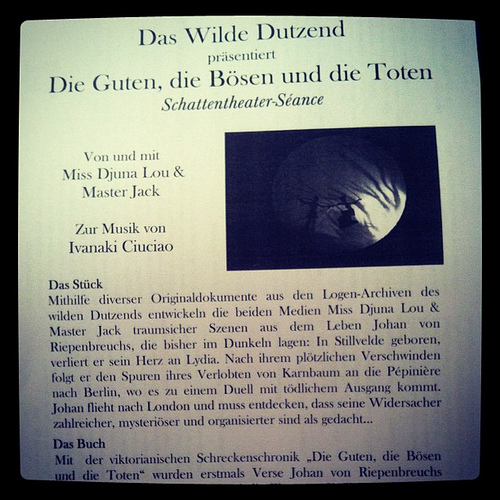 Das Wilde Dutzend
präsentiert
Die Guten, die Bösen und die Toten
Schattentheater-Séance
Von und mit
Miss Djuna Lou &
Master Jack
Zur Musik von
Ivanaki Ciuciao
Das Stück
Mithilfe diverser Originaldokumente aus den Logen-Archiven des
wilden Dutzends entwickeln die beiden Medien Miss Djuna Lou &
Master Jack traumsicher Szenen aus dem Leben Johan von
Riepenbreuchs, die bisher im Dunkeln lagen: In Stillvelde geboren,
verliert er sein Herz an Lydia. Nach ihrem plötzlichen Verschwinden
folgt er den Spuren ihres Verlobten von Karnbaum an die Pépinière
nach Berlin, wo es zu einem Duell mit tödlichem Ausgang kommt.
Johan flieht nach London und muss entdecken, dass seine Widersacher
zahlreicher, mysteriöser und organisierter sind als gedacht...
Das Buch
Mit der viktorianischen Schreckenschronik „Die Guten, die Bösen
und die Toten“ wurden erstmals Verse Johan von Riepenbreuchs